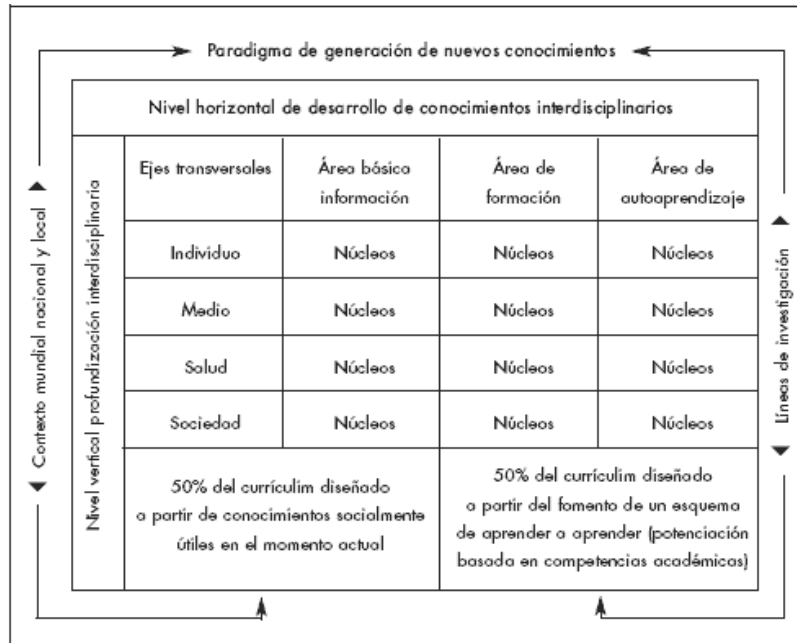 Paradigma de generación de nuevos conocimientos
Nivel horizontal de desarrollo de conocimientos interdisciplinarios
Contexto mundial nacional y local
Nivel vertical profundización interdisciplinaria
Ejes transversales
Área básica
información
Área de
formación
Área de
autoaprendizaje
Individuo
Núcleos
Núcleos
Núcleos
Medio
Núcleos
Núcleos
Núcleos
Salud
Núcleos
Núcleos
Núcleos
Sociedad
Núcleos
Núcleos
Núcleos
50% del currículim diseñado
a partir de conocimientos socialmente
útiles en el momento actual
50% del currículim diseñado
a partir del fomento de un esquema
de aprender a aprender (potenciación
basada en competencias académicas)
Líneas de investigación